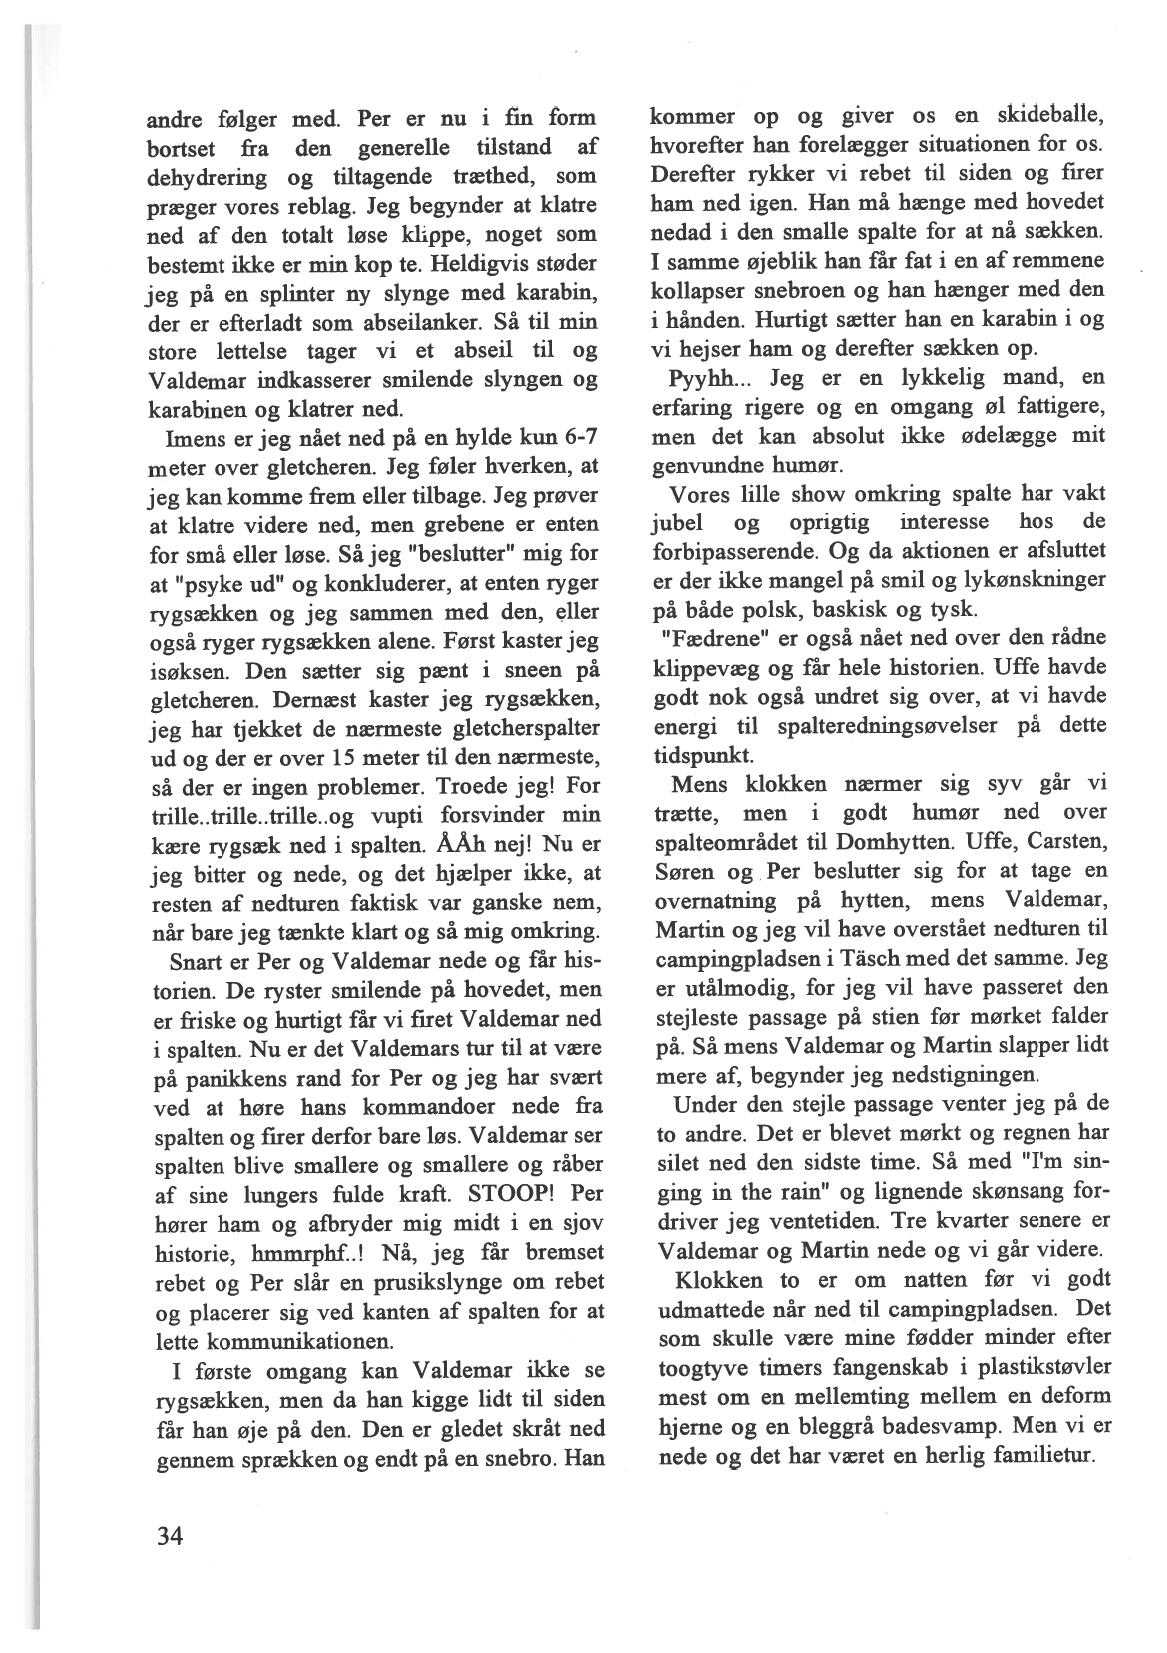 andre følger med. Per er nu i fin form
bortset fra den generelle tilstand af
dehydrering og tiltagende træthed, som
præger vores reblag. Jeg begynder at klatre
ned af den totalt løse klippe, noget som
bestemt ikke er min kop te. Heldigvis støder
jeg på en splinter ny slynge med karabin,
der er efterladt som abseilanker. Så til min
store lettelse tager vi et abseil til og
Valdemar indkasserer smilende slyngen og
karabinen og klatrer ned.
Imens er jeg nået ned på en hylde kun 6-7
meter over gletcheren. Jeg føler hverken, at
jeg kan komme frem eller tilbage. Jeg prøver
at klatre videre ned, men grebene er enten
for små eller løse. Så jeg "beslutter" mig for
at "psyke ud" og konkluderer, at enten ryger
rygsækken og jeg sammen med den, eller
også ryger rygsækken alene. Først kaster jeg
isøksen. Den sætter sig pænt i sneen på
gletcheren. Dernæst kaster jeg rygsækken,
jeg har tjekket de nærmeste gletcherspalter
ud og der er over 15 meter til den nærmeste,
så der er ingen problemer. Troede jeg! For
trille..trille..trille..og vupti forsvinder min
kære rygsæk ned i spalten. ÅÅh nej! Nu er
jeg bitter og nede, og det hjælper ikke, at
resten af nedturen faktisk var ganske nem,
når bare jeg tænkte klart og så mig omkring.
Snart er Per og Valdemar nede og får his-
torien. De ryster smilende på hovedet, men
er friske og hurtigt får vi firet Valdemar ned
i spalten. Nu er det Valdemars tur til at være
på panikkens rand for Per og jeg har svært
ved at høre hans kommandoer nede fra
spalten og firer derfor bare løs. Valdemar ser
spalten blive smallere og smallere og råber
af sine lungers fulde kraft. STOOP! Per
hører ham og afbryder mig midt i en sjov
historie, hmmrphf..! Nå, jeg får bremset
rebet og Per slår en prusikslynge om rebet
og placerer sig ved kanten af spalten for at
lette kommunikationen.
I første omgang kan Valdemar ikke se
rygsækken, men da han kigge lidt til siden
får han øje på den. Den er gledet skråt ned
gennem sprækken og endt på en snebro. Han
kommer op og giver os en skideballe,
hvorefter han forelægger situationen for os.
Derefter rykker vi rebet til siden og firer
ham ned igen. Han må hænge med hovedet
nedad i den smalle spalte for at nå sækken.
I samme øjeblik han får fat i en af remmene
kollapser snebroen og han hænger med den
i hånden. Hurtigt sætter han en karabin i og
vi hejser ham og derefter sækken op.
Pyyhh... Jeg er en lykkelig mand, en
erfaring rigere og en omgang øl fattigere,
men det kan absolut ikke ødelægge mit
genvundne humør.
Vores lille show omkring spalte har vakt
jubel og oprigtig interesse hos de
forbipasserende. Og da aktionen er afsluttet
er der ikke mangel på smil og lykønskninger
på både polsk, baskisk og tysk.
"Fædrene" er også nået ned over den rådne
klippevæg og får hele historien. Uffe havde
godt nok også undret sig over, at vi havde
energi til spalteredningsøvelser på dette
tidspunkt.
Mens klokken nærmer sig syv går vi
trætte, men i godt humør ned over
spalteområdet til Domhytten. Uffe, Carsten,
Søren og Per beslutter sig for at tage en
overnatning på hytten, mens Valdemar,
Martin og jeg vil have overstået nedturen til
campingpladsen i Täsch med det samme. Jeg
er utålmodig, for jeg vil have passeret den
stejleste passage på stien før mørket falder
på. Så mens Valdemar og Martin slapper lidt
mere af, begynder jeg nedstigningen.
Under den stejle passage venter jeg på de
to andre. Det er blevet mørkt og regnen har
silet ned den sidste time. Så med "I'm sin-
ging in the rain" og lignende skønsang for-
driver jeg ventetiden. Tre kvarter senere er
Valdemar og Martin nede og vi går videre.
Klokken to er om natten før vi godt
udmattede når ned til campingpladsen. Det
som skulle være mine fødder minder efter
toogtyve timers fangenskab i plastikstøvler
mest om en mellemting mellem en deform
hjerne og en bleggrå badesvamp. Men vi er
nede og det har været en herlig familietur.
34